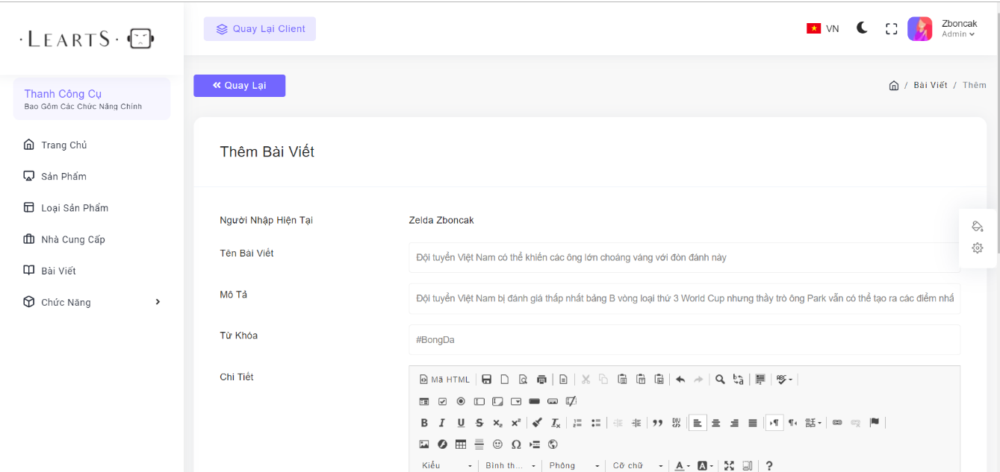 · LEARTS ·
Quay Lại Client
VN
Zboncak
Admin
Thanh Công Cụ
Bao Gồm Các Chức Năng Chính
Quay Lại
/ Bài Viết / Thêm
Trang Chủ
Sản Phẩm
Loại Sản Phẩm
Nhà Cung Cấp
Bài Viết
Chức Năng
Thêm Bài Viết
Người Nhập Hiện Tại
Zelda Zboncak
Tên Bài Viết
Đội tuyển Việt Nam có thể khiến các ông lớn choáng váng với đòn đánh này
Mô Tả
Đội tuyển Việt Nam bị đánh giá thấp nhất bảng B vòng loại thứ 3 World Cup nhưng thầy trò ông Park vẫn có thể tạo ra các điểm nhấ
Từ Khóa
#BongDa
Chi Tiết
Mã HTML
Kiểu
Bình th...
Phông
Cỡ chữ